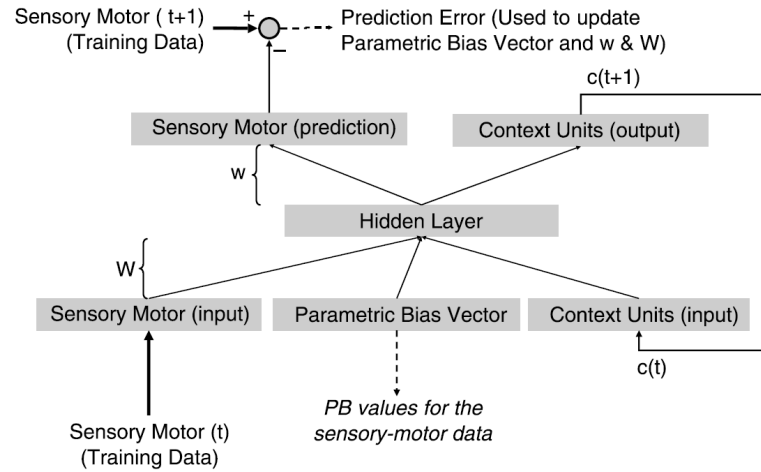 Sensory Motor ( t+1)
(Training Data)
+
−
Prediction Error (Used to update
Parametric Bias Vector and w & W)
c(t+1)
Sensory Motor (prediction)
Context Units (output)
w
Hidden Layer
W
Sensory Motor (input)
Parametric Bias Vector
Context Units (input)
c(t)
PB values for the
sensory-motor data
Sensory Motor (t)
(Training Data)